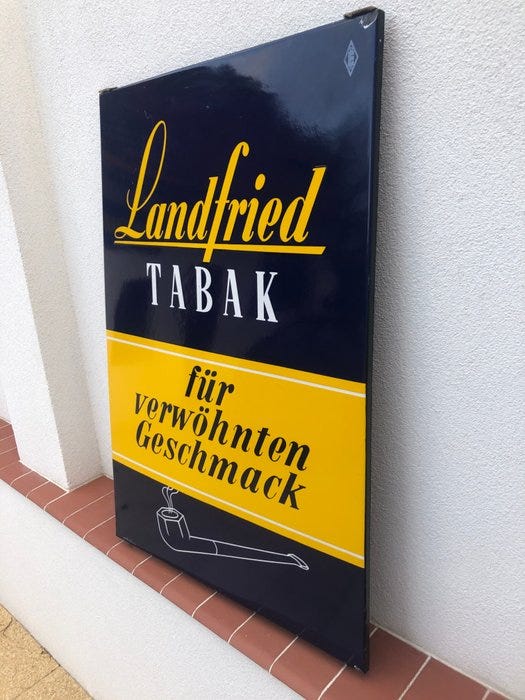 Landfried
TABAK
für
verwöhnten
Geschmack